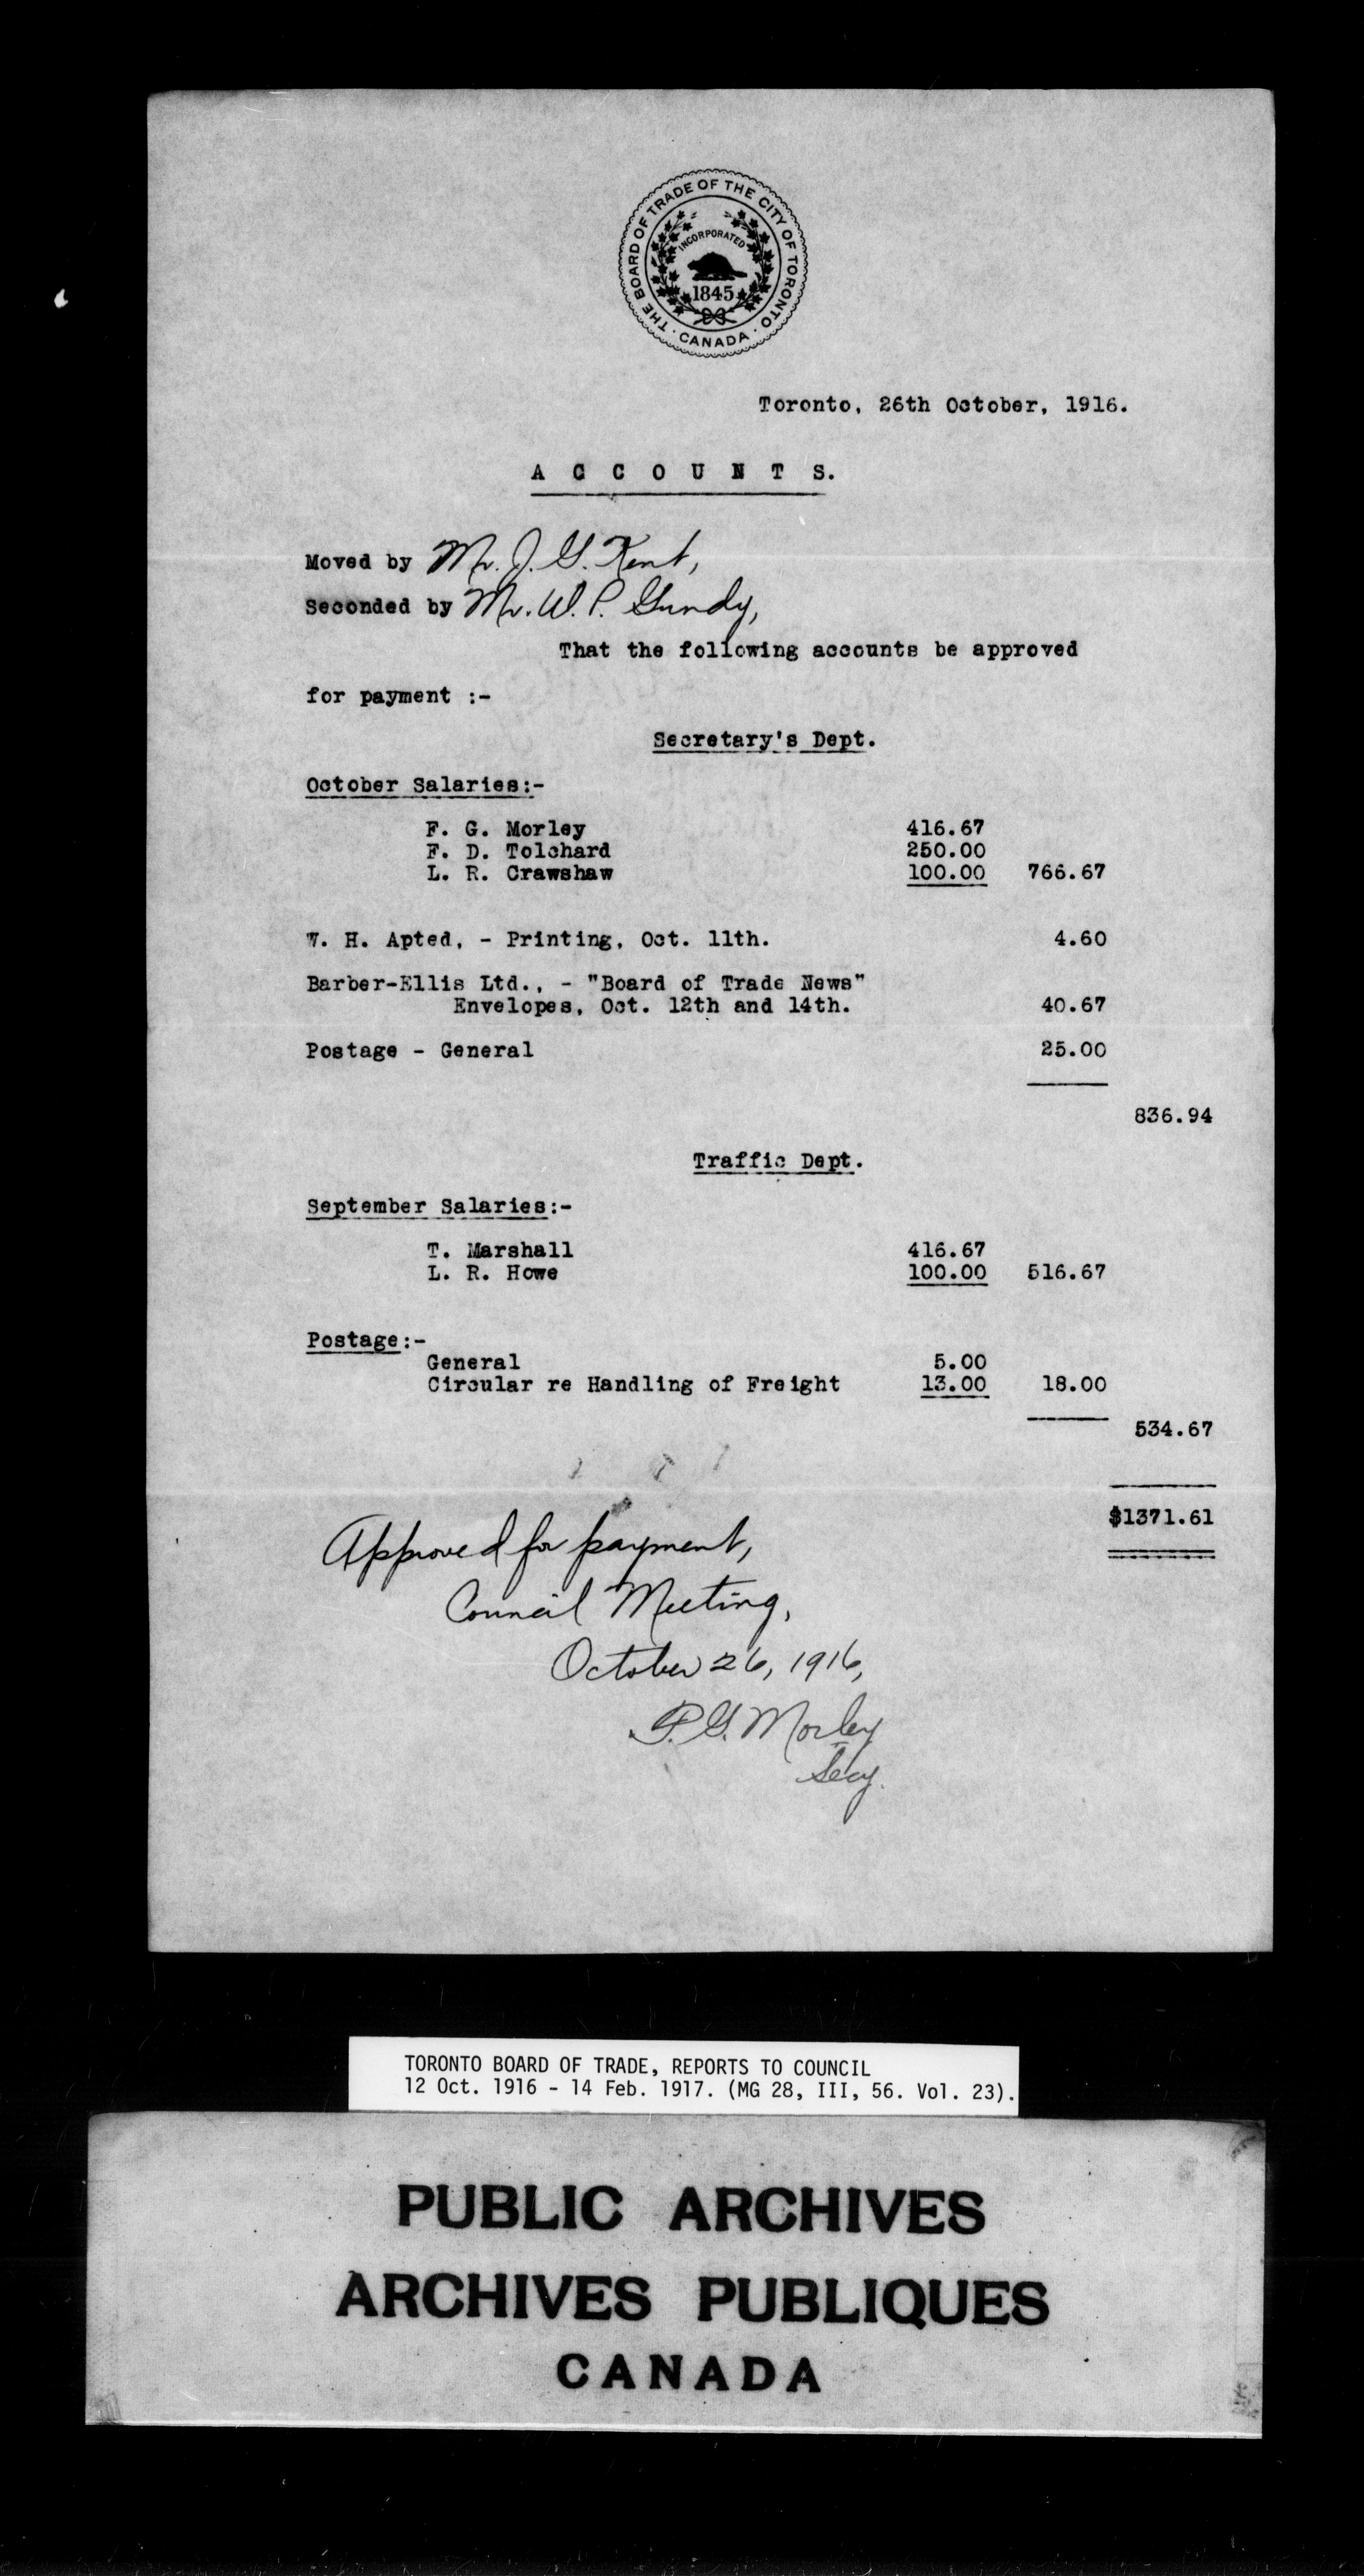 THE BOARD OF TRADE OF THE CITY OF TORONTO · CANADA ·
INCORPORATED
1845
Toronto, 26th October, 1916.
A C C O U N T S.
Moved by Mr. J. G. Kent,
Seconded by Mr. W. P. Gundy,
That the following accounts be approved
for payment :-
Secretary's Dept.
October Salaries:-
F. G. Morley 416.67
F. D. Tolchard 250.00
L. R. Crawshaw 100.00 766.67
W. H. Apted, - Printing, Oct. 11th. 4.60
Barber-Ellis Ltd., - "Board of Trade News"
Envelopes, Oct. 12th and 14th. 40.67
Postage - General 25.00
836.94
Traffic Dept.
September Salaries:-
T. Marshall 416.67
L. R. Howe 100.00 516.67
Postage:-
General 5.00
Circular re Handling of Freight 13.00 18.00
534.67
$1371.61
Approved for payment,
Council Meeting,
October 26, 1916,
F. G. Morley
Secy.
TORONTO BOARD OF TRADE, REPORTS TO COUNCIL
12 Oct. 1916 - 14 Feb. 1917. (MG 28, III, 56. Vol. 23).
PUBLIC ARCHIVES
ARCHIVES PUBLIQUES
CANADA